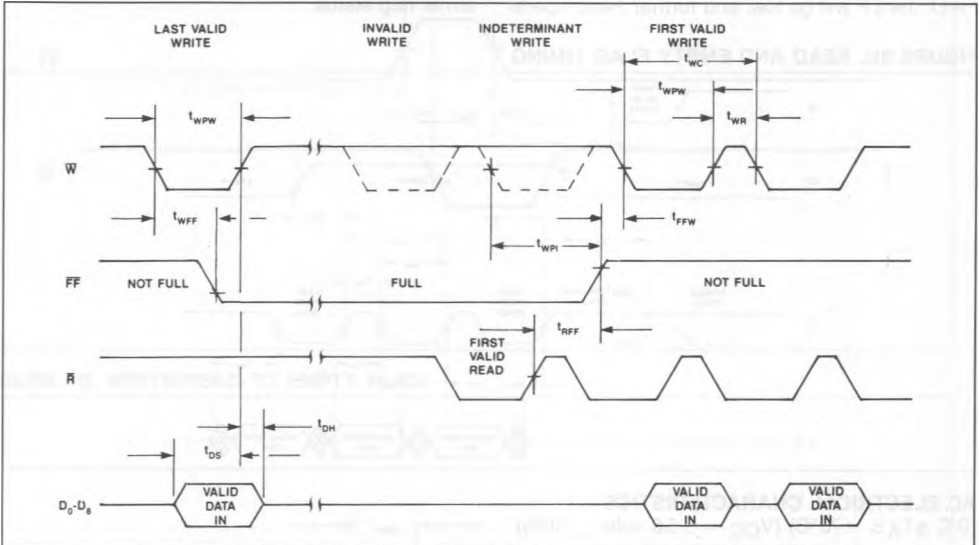 LAST VALID
WRITE
INVALID
WRITE
INDETERMINANT
WRITE
FIRST VALID
WRITE
tWC
tWPW
tWPW
tWR
W̅
tWFF
tFFW
tWPI
F̅F̅
NOT FULL
FULL
NOT FULL
tRFF
FIRST
VALID
READ
R̅
tDH
tDS
D₀-D₈
VALID
DATA
IN
VALID
DATA
IN
VALID
DATA
IN